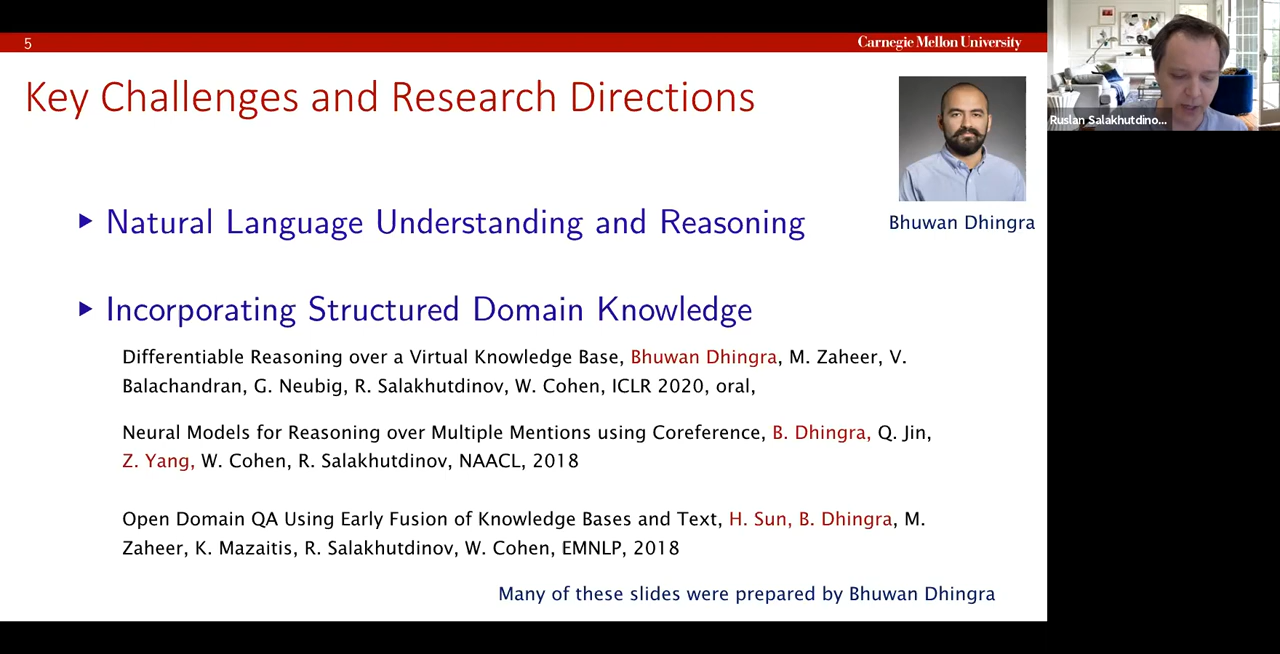 5
Carnegie Mellon University
Key Challenges and Research Directions
Ruslan Salakhutdino...
Bhuwan Dhingra
Natural Language Understanding and Reasoning
Incorporating Structured Domain Knowledge
Differentiable Reasoning over a Virtual Knowledge Base, Bhuwan Dhingra, M. Zaheer, V.
Balachandran, G. Neubig, R. Salakhutdinov, W. Cohen, ICLR 2020, oral,
Neural Models for Reasoning over Multiple Mentions using Coreference, B. Dhingra, Q. Jin,
Z. Yang, W. Cohen, R. Salakhutdinov, NAACL, 2018
Open Domain QA Using Early Fusion of Knowledge Bases and Text, H. Sun, B. Dhingra, M.
Zaheer, K. Mazaitis, R. Salakhutdinov, W. Cohen, EMNLP, 2018
Many of these slides were prepared by Bhuwan Dhingra